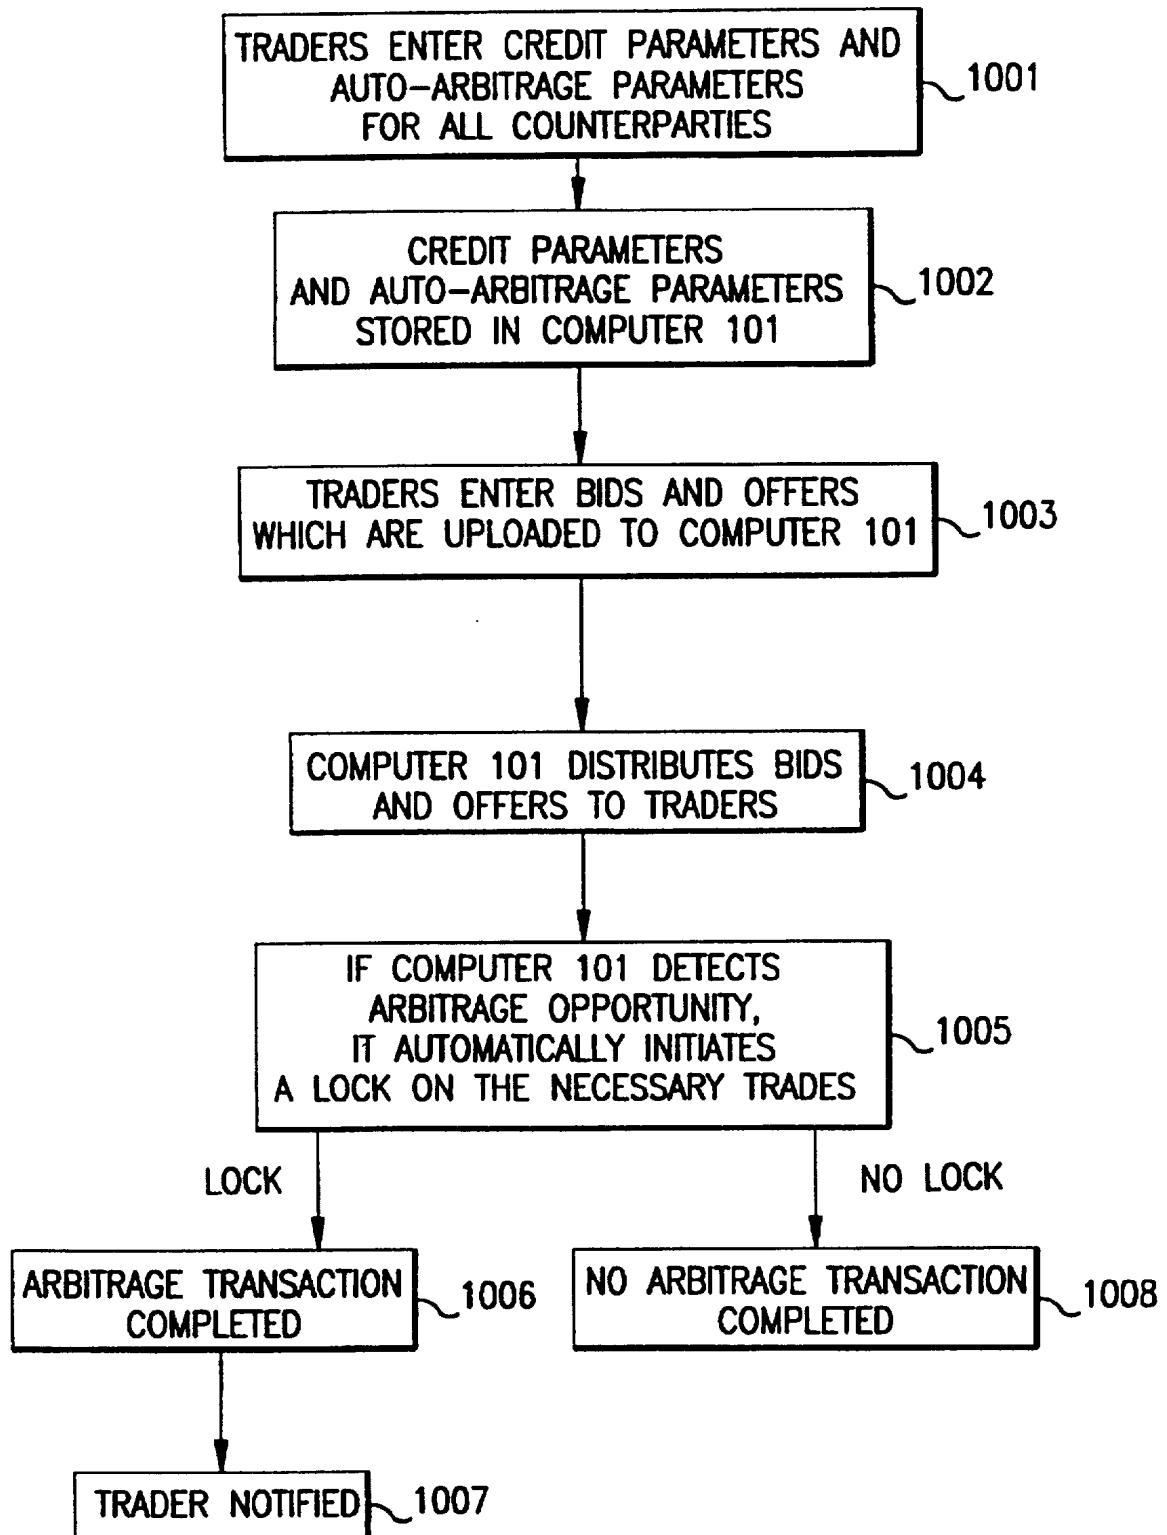 TRADERS ENTER CREDIT PARAMETERS AND
AUTO-ARBITRAGE PARAMETERS
FOR ALL COUNTERPARTIES
1001
CREDIT PARAMETERS
AND AUTO-ARBITRAGE PARAMETERS
STORED IN COMPUTER 101
1002
TRADERS ENTER BIDS AND OFFERS
WHICH ARE UPLOADED TO COMPUTER 101
1003
COMPUTER 101 DISTRIBUTES BIDS
AND OFFERS TO TRADERS
1004
IF COMPUTER 101 DETECTS
ARBITRAGE OPPORTUNITY,
IT AUTOMATICALLY INITIATES
A LOCK ON THE NECESSARY TRADES
1005
LOCK
NO LOCK
ARBITRAGE TRANSACTION
COMPLETED
1006
NO ARBITRAGE TRANSACTION
COMPLETED
1008
TRADER NOTIFIED
1007